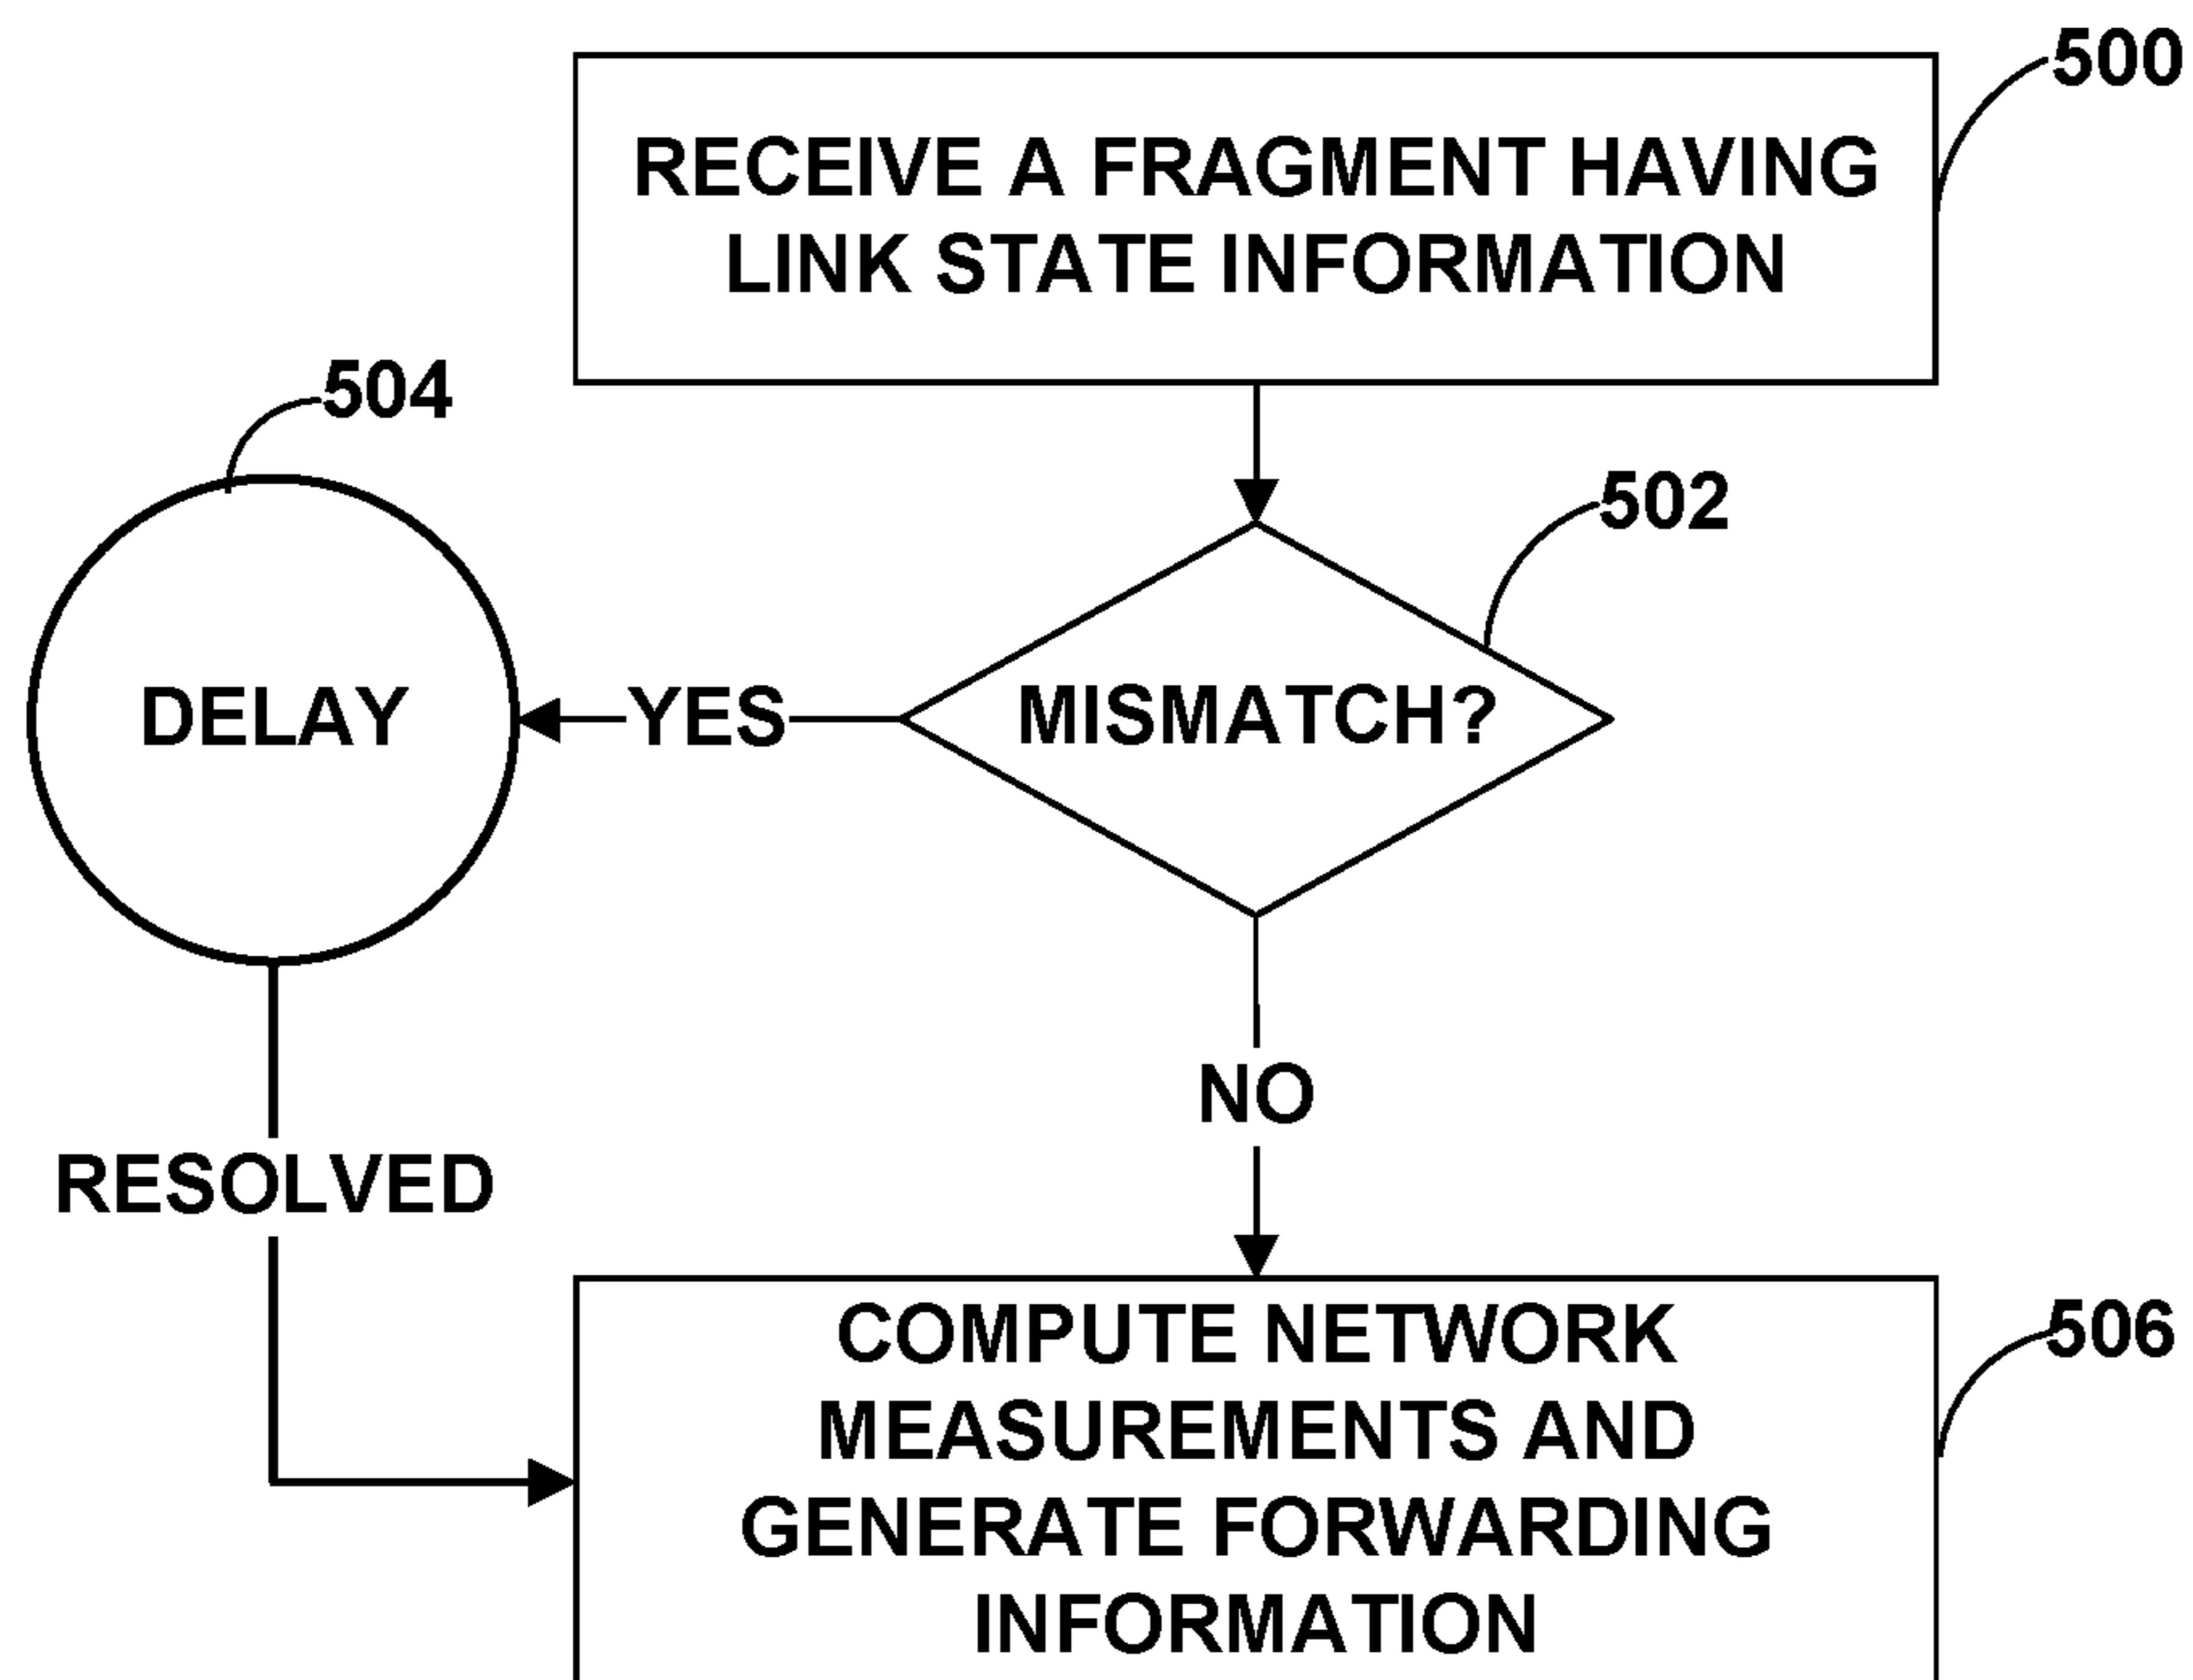 500
RECEIVE A FRAGMENT HAVING
LINK STATE INFORMATION
504
502
DELAY
YES
MISMATCH?
NO
RESOLVED
506
COMPUTE NETWORK
MEASUREMENTS AND
GENERATE FORWARDING
INFORMATION